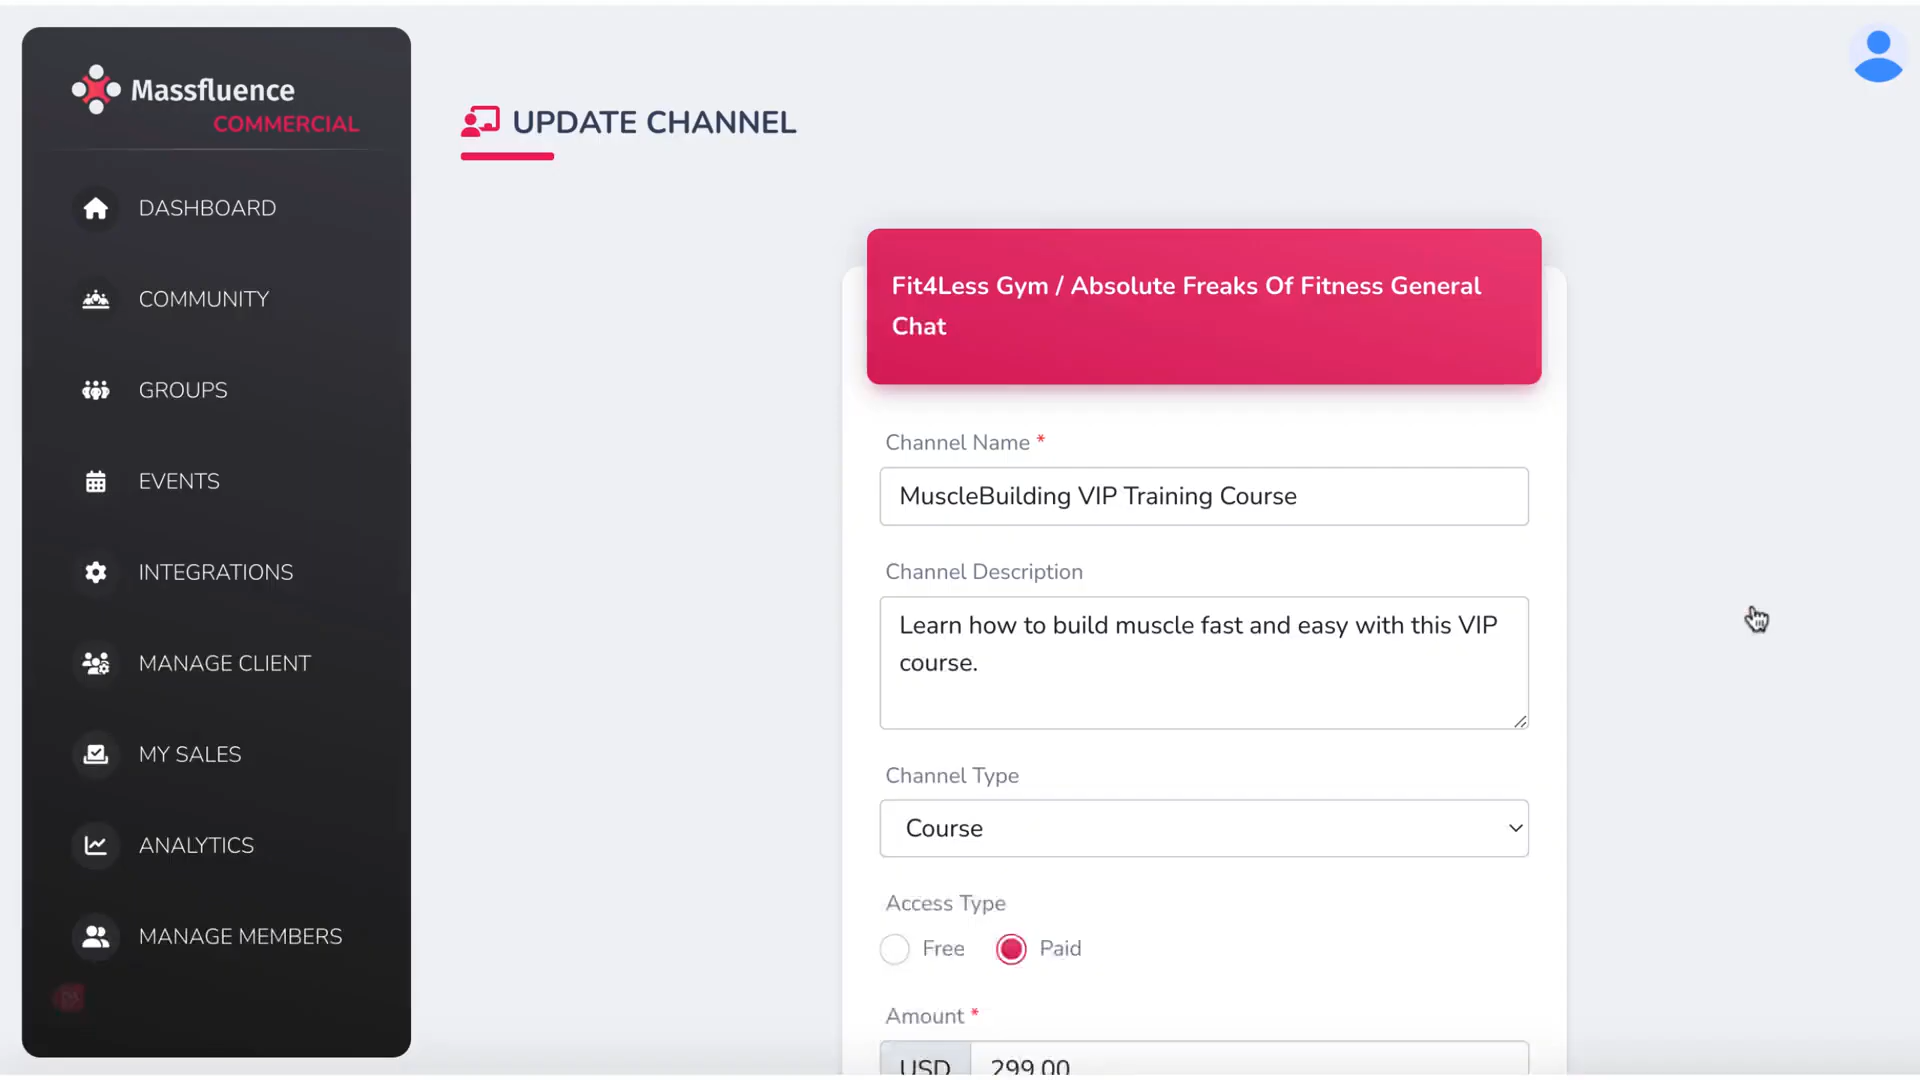 Massfluence
COMMERCIAL
DASHBOARD
COMMUNITY
GROUPS
EVENTS
INTEGRATIONS
MANAGE CLIENT
MY SALES
ANALYTICS
MANAGE MEMBERS
UPDATE CHANNEL
Fit4Less Gym / Absolute Freaks Of Fitness General
Chat
Channel Name *
MuscleBuilding VIP Training Course
Channel Description
Learn how to build muscle fast and easy with this VIP
course.
Channel Type
Course
Access Type
Free Paid
Amount *
USD 299.00